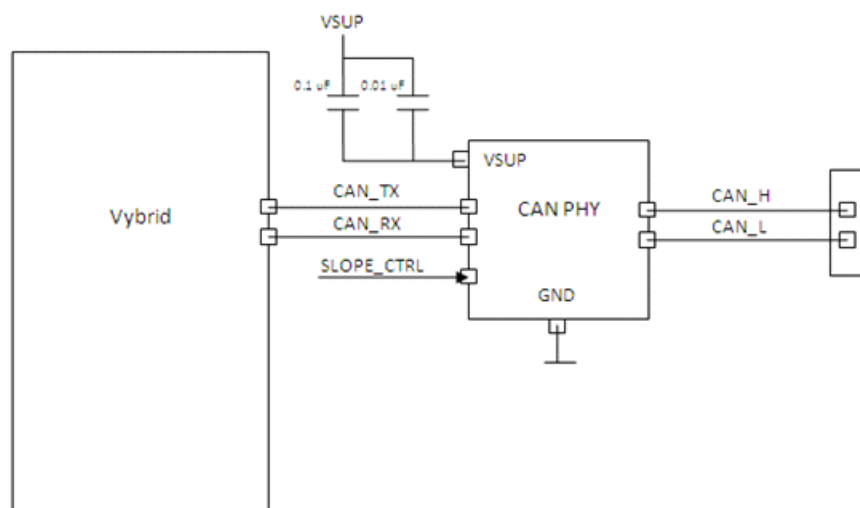 VSUP
0.1 uF
0.01 uF
VSUP
CAN_TX
CAN_H
Vybrid
CAN PHY
CAN_RX
CAN_L
SLOPE_CTRL
GND